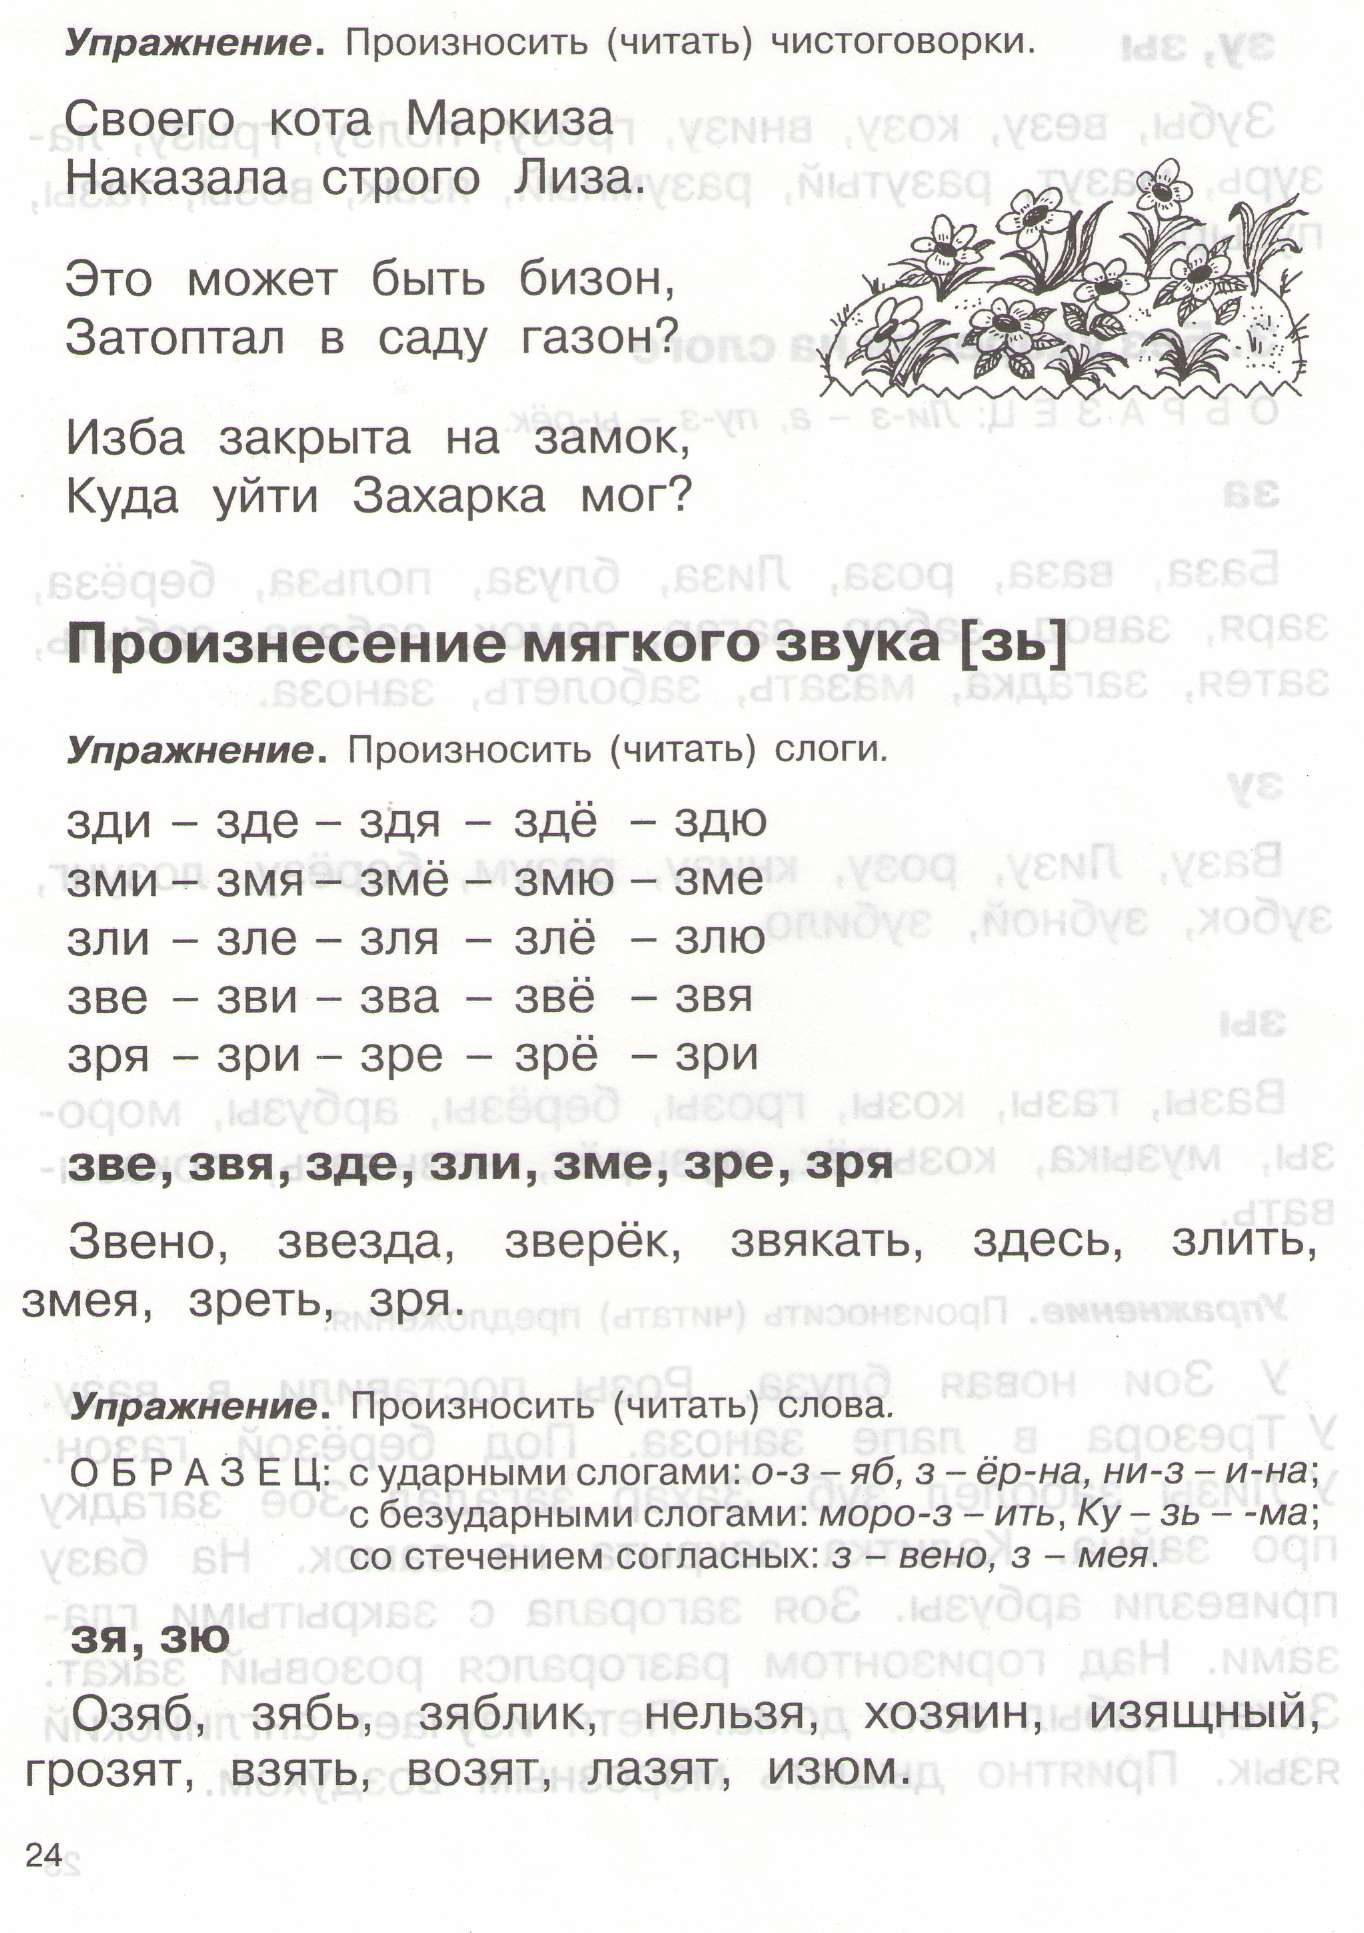 Упражнение. Произносить (читать) чистоговорки.
Своего кота Маркиза
Наказала строго Лиза.
Это может быть бизон,
Затоптал в саду газон?
Изба закрыта на замок,
Куда уйти Захарка мог?
Произнесение мягкого звука [зь]
Упражнение. Произносить (читать) слоги.
зди – зде – здя – здё – здю
зми – змя – змё – змю – зме
зли – зле – зля – злё – злю
зве – зви – зва – звё – звя
зря – зри – зре – зрё – зри
зве, звя, зде, зли, зме, зре, зря
Звено, звезда, зверёк, звякать, здесь, злить,
змея, зреть, зря.
Упражнение. Произносить (читать) слова.
О Б Р А З Е Ц: с ударными слогами: о-з – яб, з – ёр-на, ни-з – и-на;
с безударными слогами: моро-з – ить, Ку – зь – -ма;
со стечением согласных: з – вено, з – мея.
зя, зю
Озяб, зябь, зяблик, нельзя, хозяин, изящный,
грозят, взять, возят, лазят, изюм.
24